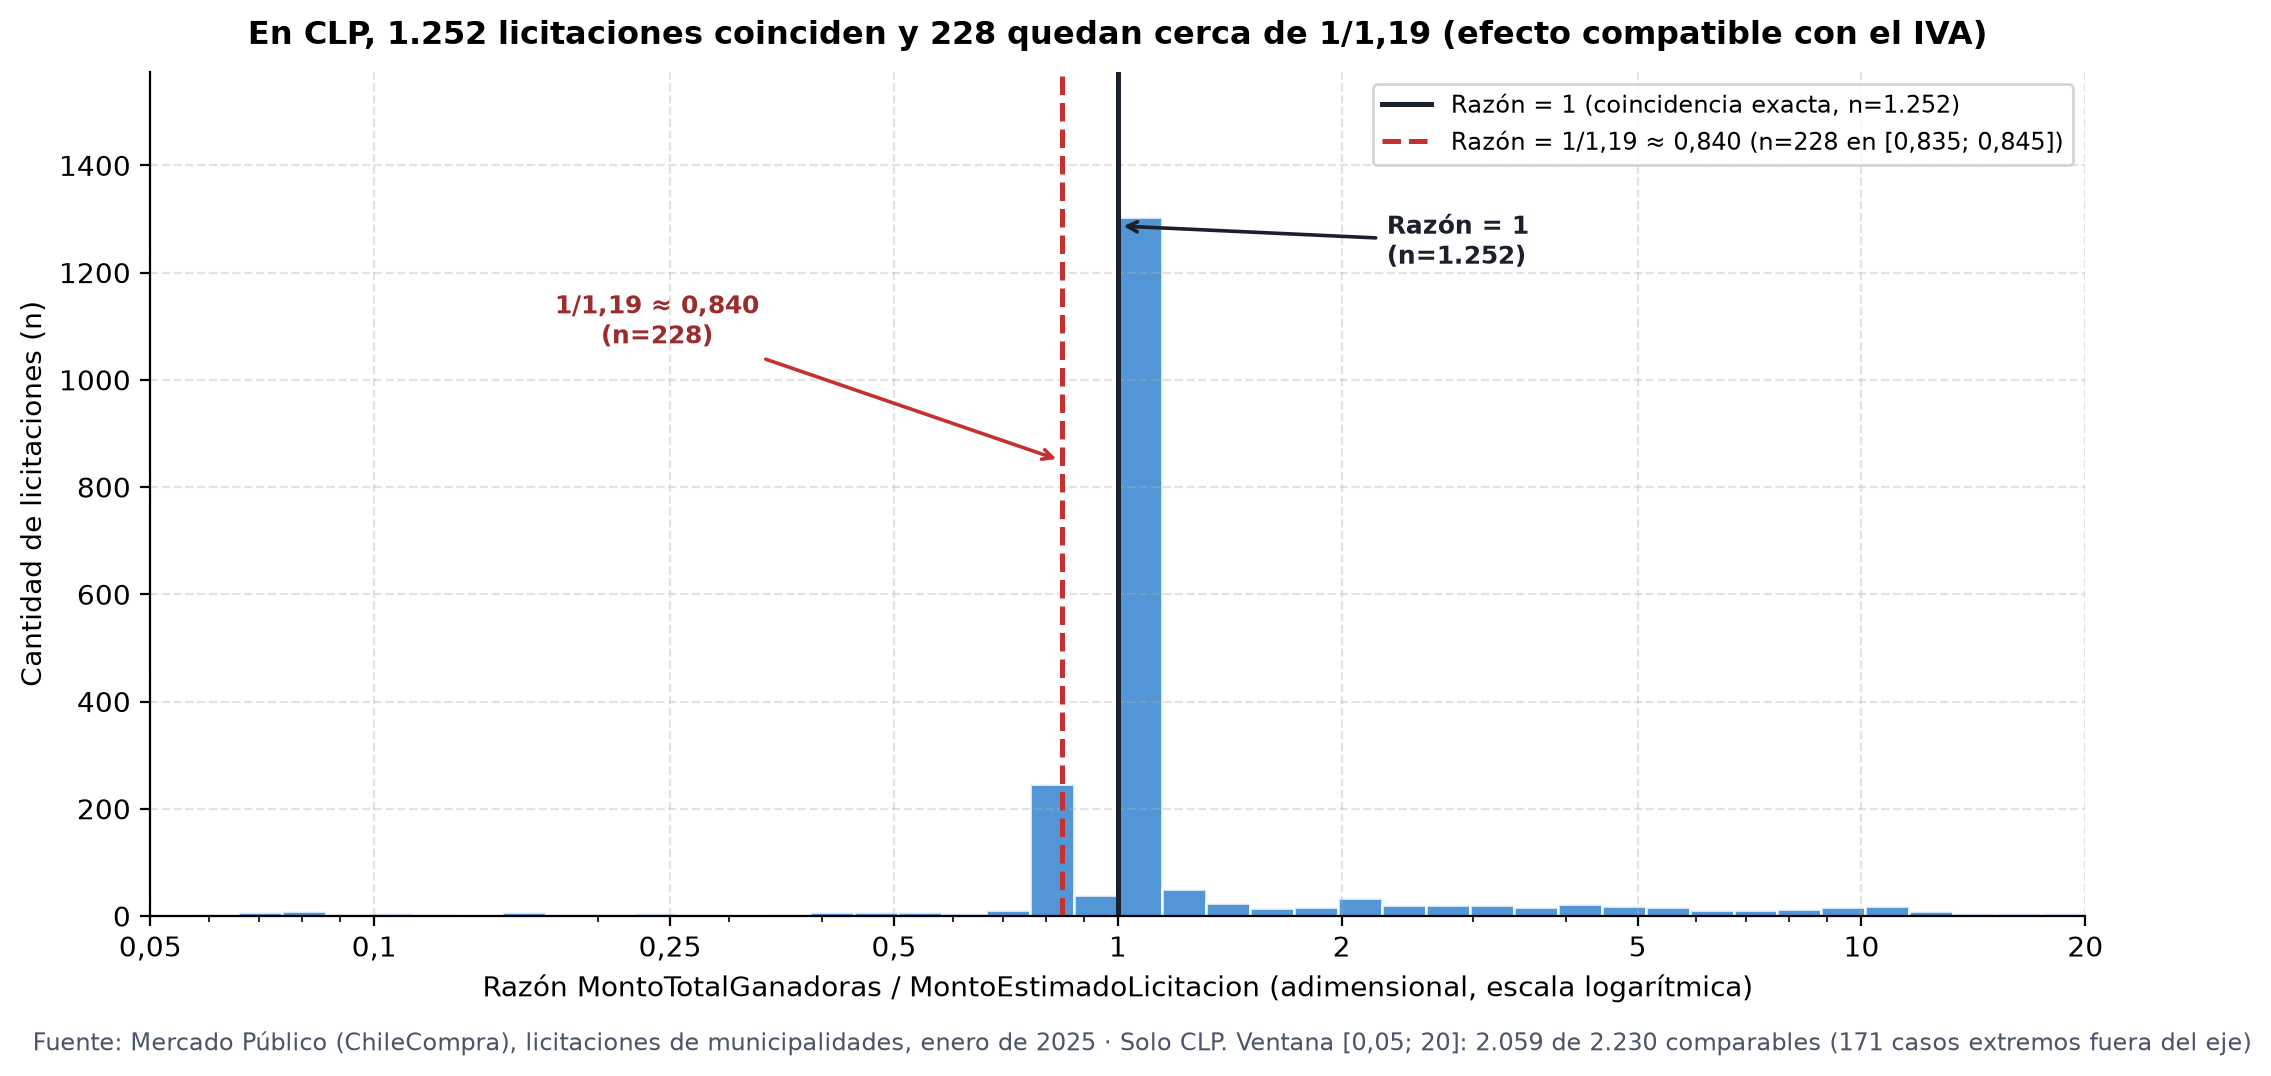 En CLP, 1.252 licitaciones coinciden y 228 quedan cerca de 1/1,19 (efecto compatible con el IVA)
Razón = 1 (coincidencia exacta, n=1.252)
Razón = 1/1,19 ≈ 0,840 (n=228 en [0,835; 0,845])
Razón = 1
(n=1.252)
1/1,19 ≈ 0,840
(n=228)
Cantidad de licitaciones (n)
1400
1200
1000
800
600
400
200
0
0,05 0,1 0,25 0,5 1 2 5 10 20
Razón MontoTotalGanadoras / MontoEstimadoLicitacion (adimensional, escala logarítmica)
Fuente: Mercado Público (ChileCompra), licitaciones de municipalidades, enero de 2025 · Solo CLP. Ventana [0,05; 20]: 2.059 de 2.230 comparables (171 casos extremos fuera del eje)